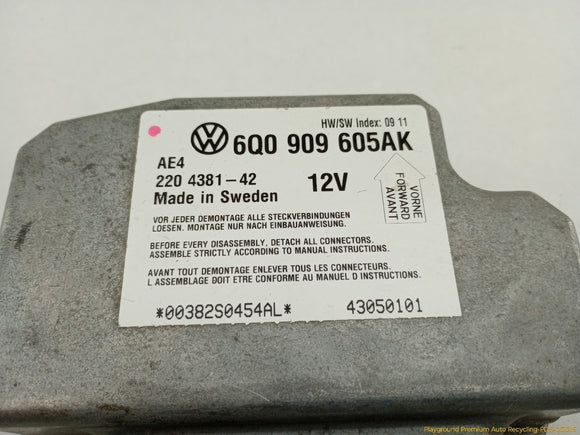 HW/SW Index: 09 11
VW 6Q0 909 605AK
AE4
220 4381-42
12V
Made in Sweden
VORNE
FORWARD
AVANT
VOR JEDER DEMONTAGE ALLE STECKVERBINDUNGEN
LOESEN. MONTAGE NUR NACH EINBAUANWEISUNG.
BEFORE EVERY DISASSEMBLY, DETACH ALL CONNECTORS.
ASSEMBLE STRICTLY ACCORDING TO MANUAL INSTRUCTIONS.
AVANT TOUT DEMONTAGE ENLEVER TOUS LES CONNECTEURS.
L ASSEMBLAGE DOIT ETRE CONFORME AU MANUEL D INSTRUCTIONS.
*00382S0454AL* 43050101
Playground Premium Auto Recycling